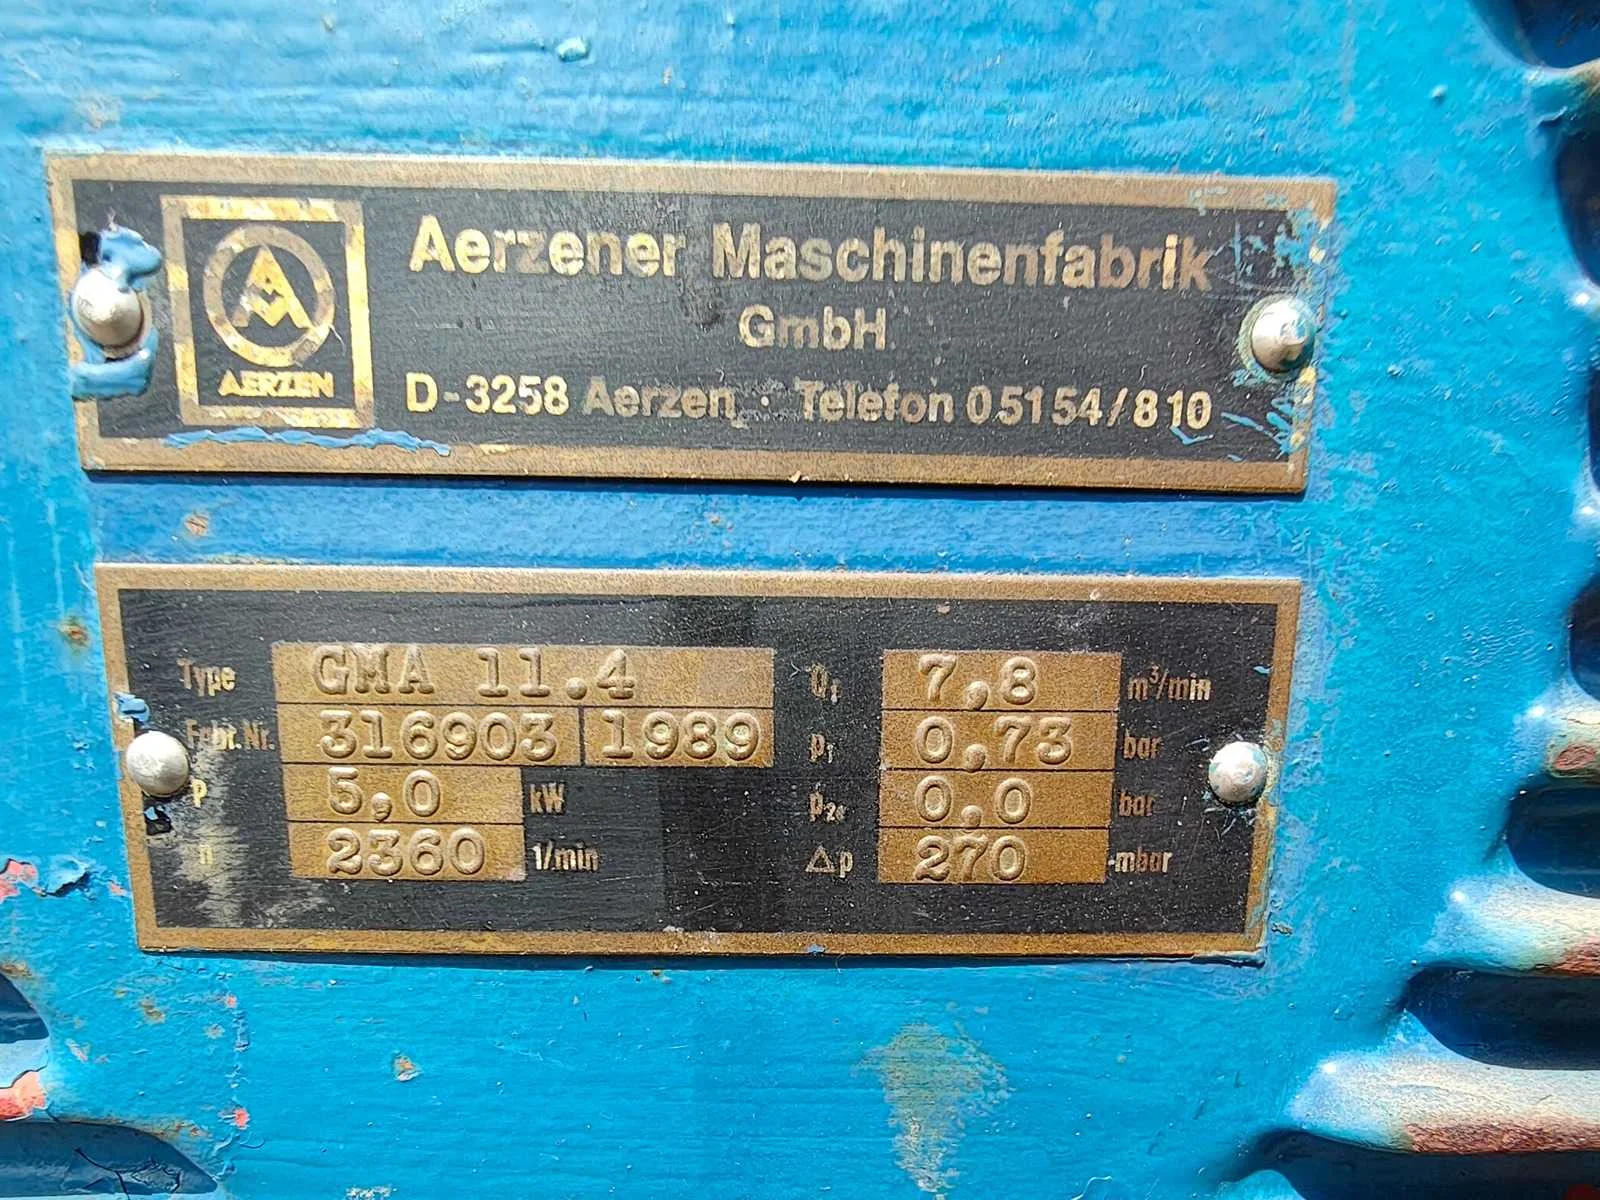 Aerzener Maschinenfabrik
GmbH
AERZEN
D-3258 Aerzen · Telefon 05154/810
Type GMA 11.4 Q₁ 7,8 m³/min
Fabr. Nr. 316903 1989 p₁ 0,73 bar
P 5,0 kW 0,0 bar
n 2360 1/min Δp 270 mbar